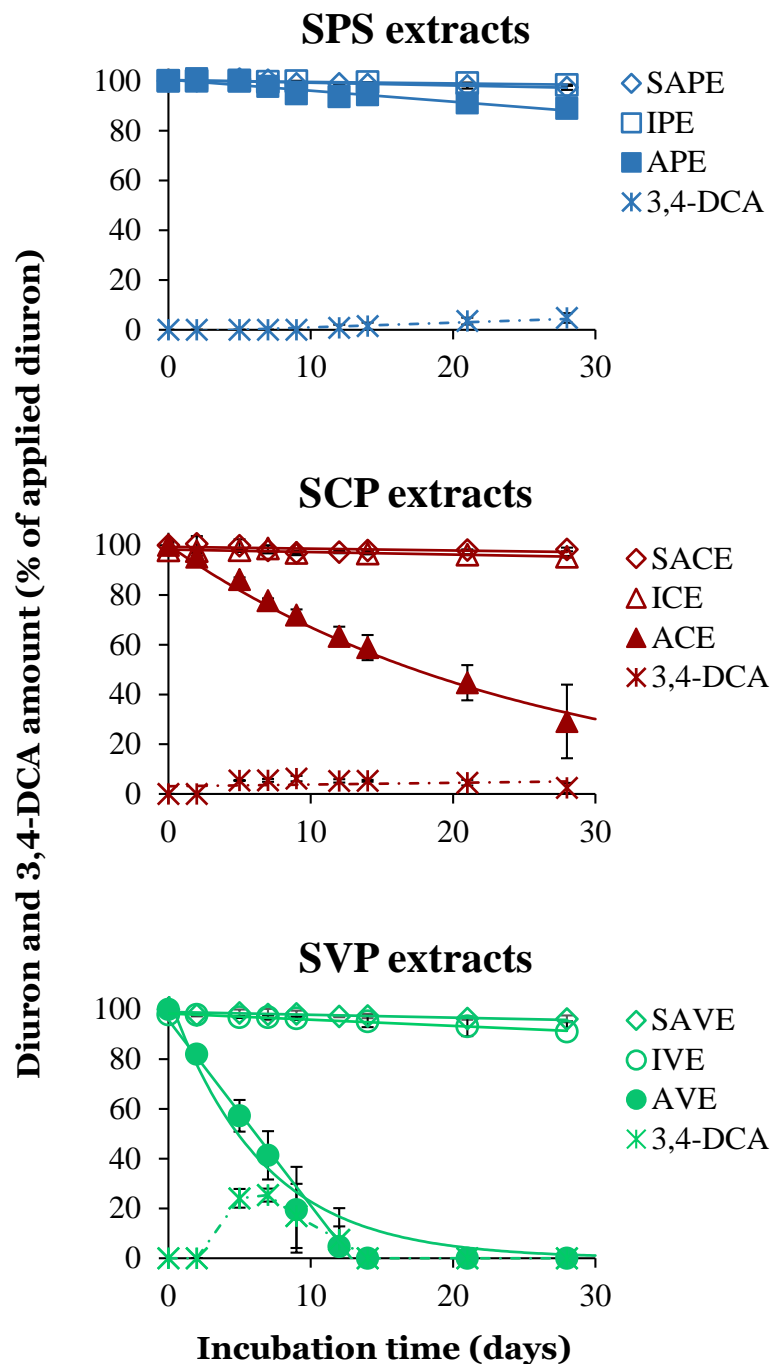 SPS extracts
100
80
60
40
20
0
0
10
20
30
SAPE
IPE
APE
3,4-DCA
SCP extracts
100
80
60
40
20
0
0
10
20
30
SACE
ICE
ACE
3,4-DCA
SVP extracts
100
80
60
40
20
0
0
10
20
30
SAVE
IVE
AVE
3,4-DCA
Diuron and 3,4-DCA amount (% of applied diuron)
Incubation time (days)